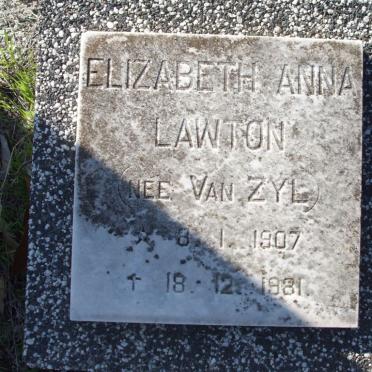 ELIZABETH ANNA
LAWTON
(NEE VAN ZYL)
* 8. 1. 1907
† 18. 12. 1981.